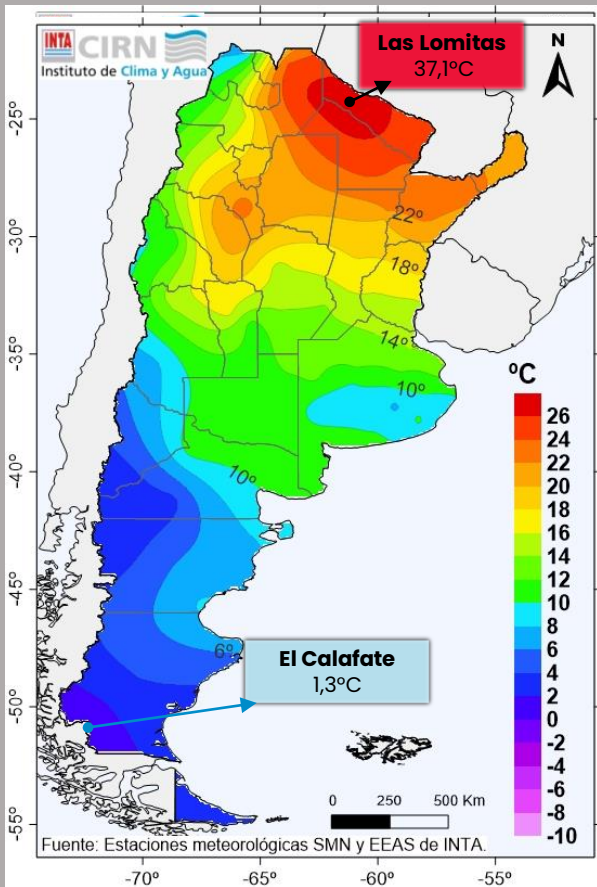 INTA CIRN
Instituto de Clima y Agua
Las Lomitas
37,1°C
N
-25°
22º
-30°
18º
14º
-35°
ºC
10º
26
24
22
-40°
10º
20
18
16
14
12
-45°
10
8
6º
El Calafate
1,3°C
6
4
2
-50°
0
-2
-4
0 250 500 Km
-6
-8
-55°
-10
Fuente: Estaciones meteorológicas SMN y EEAS de INTA.
-70° -65° -60° -55°